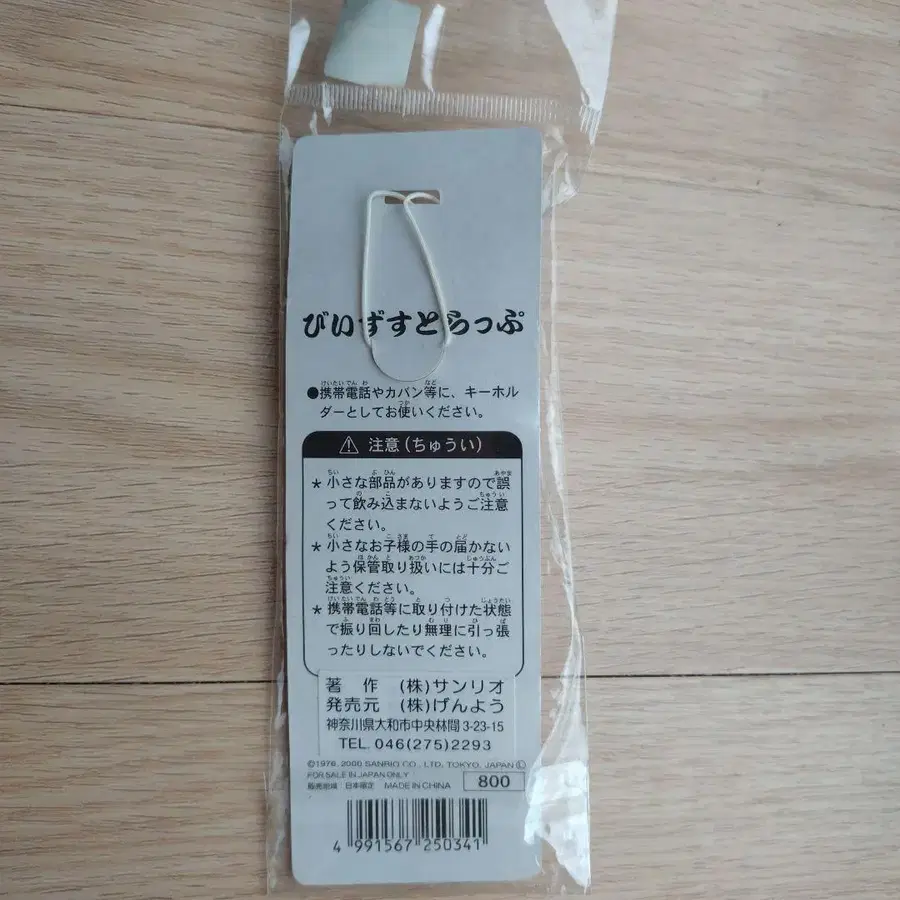 びいずすとらっぷ
●携帯電話やカバン等に、キーホル
ダーとしてお使いください。
⚠ 注意(ちゅうい)
★小さな部品がありますので誤
って飲み込まないようご注意
ください。
★小さなお子様の手の届かない
よう保管取り扱いには十分ご
注意ください。
★携帯電話等に取り付けた状態
で振り回したり無理に引っ張
ったりしないでください。
著 作 (株)サンリオ
発売元 (株)げんよう
神奈川県大和市中央林間 3-23-15
TEL. 046(275)2293
©1976, 2000 SANRIO CO., LTD. TOKYO, JAPAN Ⓛ
FOR SALE IN JAPAN ONLY
販売地域 日本限定 MADE IN CHINA 800
4 991567 250341